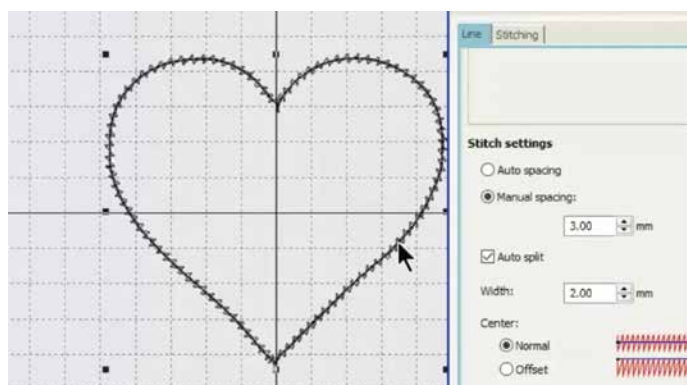 Line
Stitching
Stitch settings
Auto spacing
Manual spacing:
3.00 mm
Auto split
Width: 2.00 mm
Center:
Normal
Offset